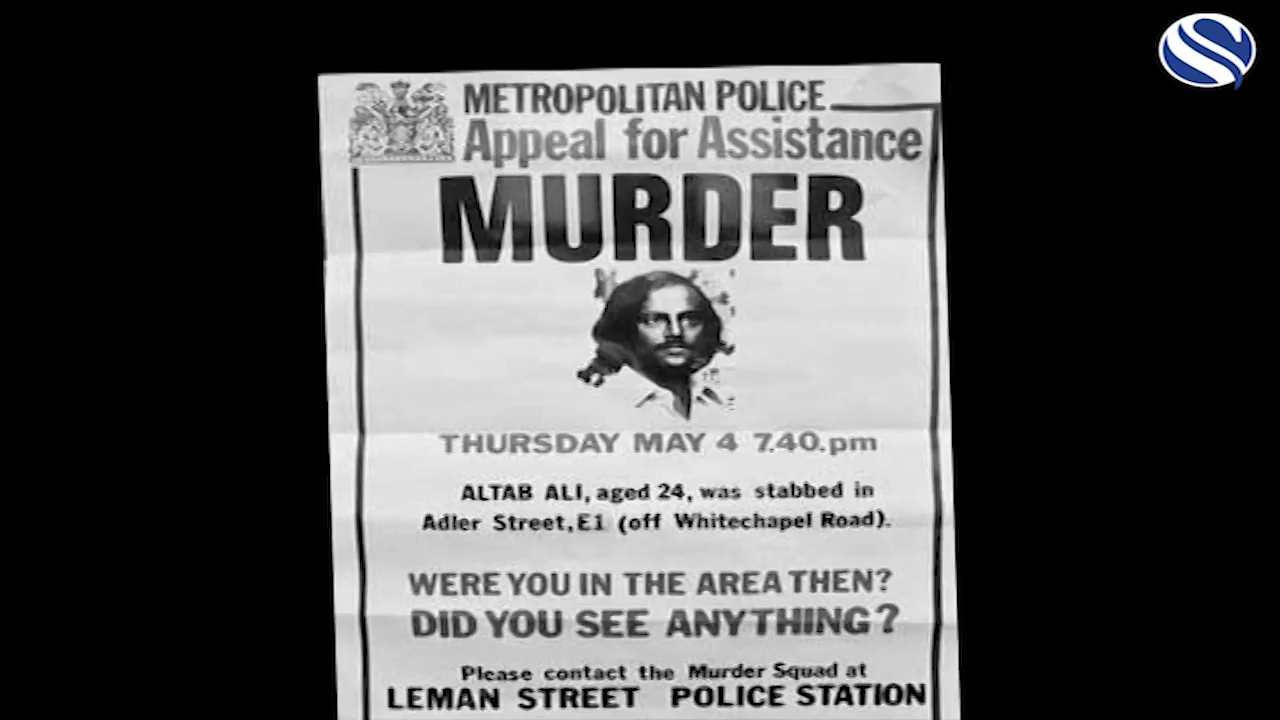 METROPOLITAN POLICE
Appeal for Assistance
MURDER
THURSDAY MAY 4 7.40.pm
ALTAB ALI, aged 24, was stabbed in
Adler Street, E1 (off Whitechapel Road).
WERE YOU IN THE AREA THEN?
DID YOU SEE ANYTHING?
Please contact the Murder Squad at
LEMAN STREET POLICE STATION